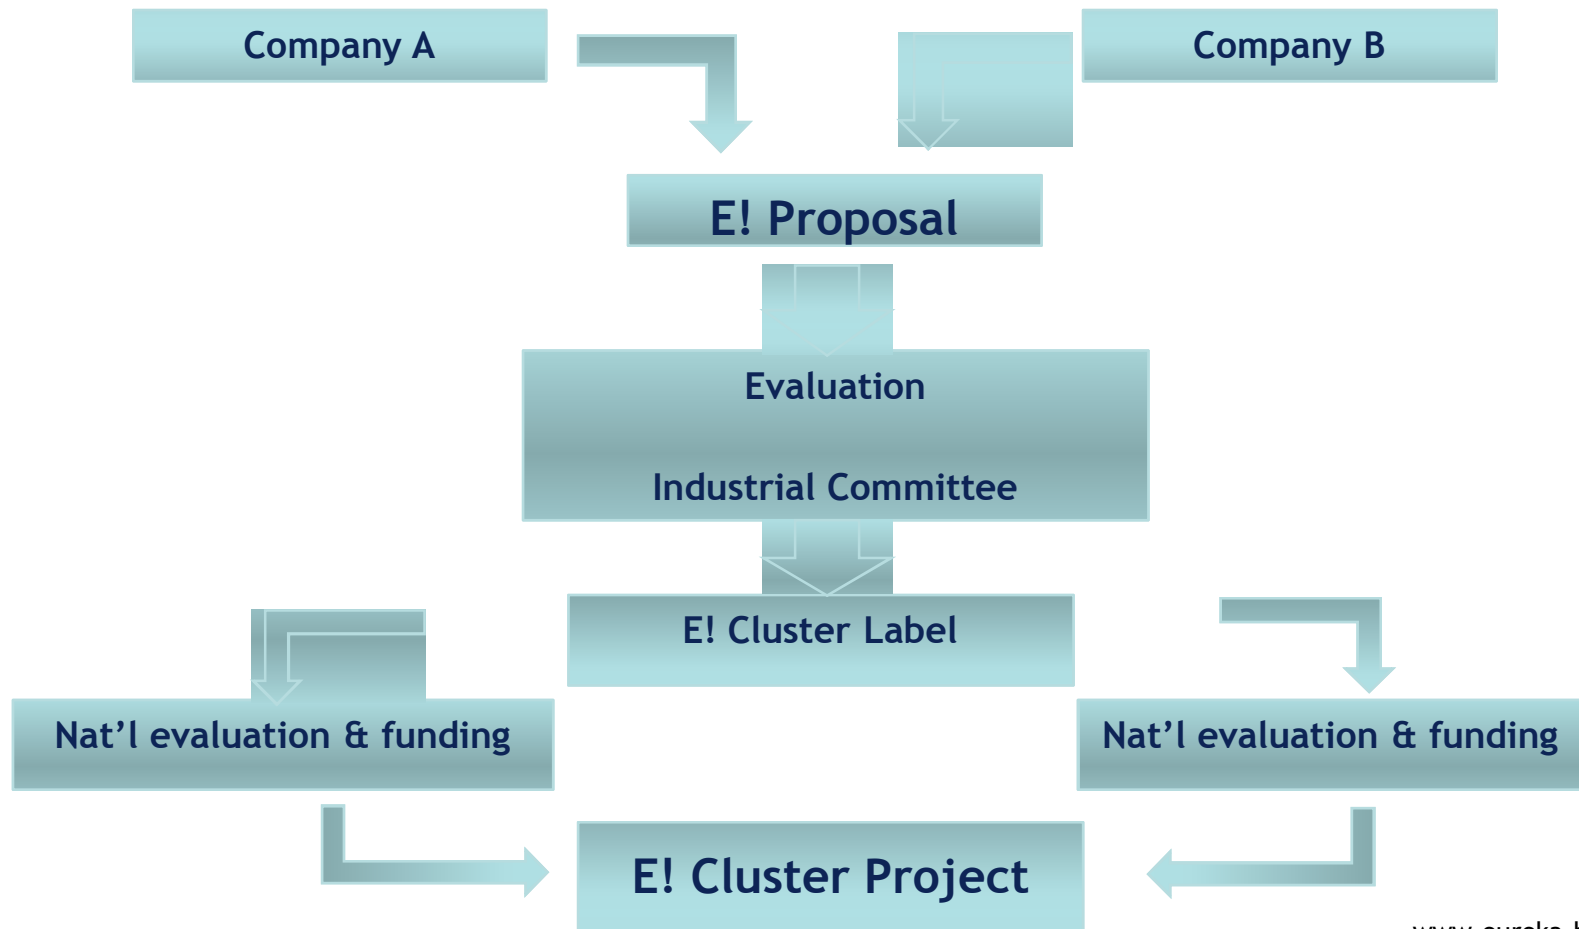 Company A
Company B
E! Proposal
Evaluation
Industrial Committee
E! Cluster Label
Nat’l evaluation & funding
Nat’l evaluation & funding
E! Cluster Project